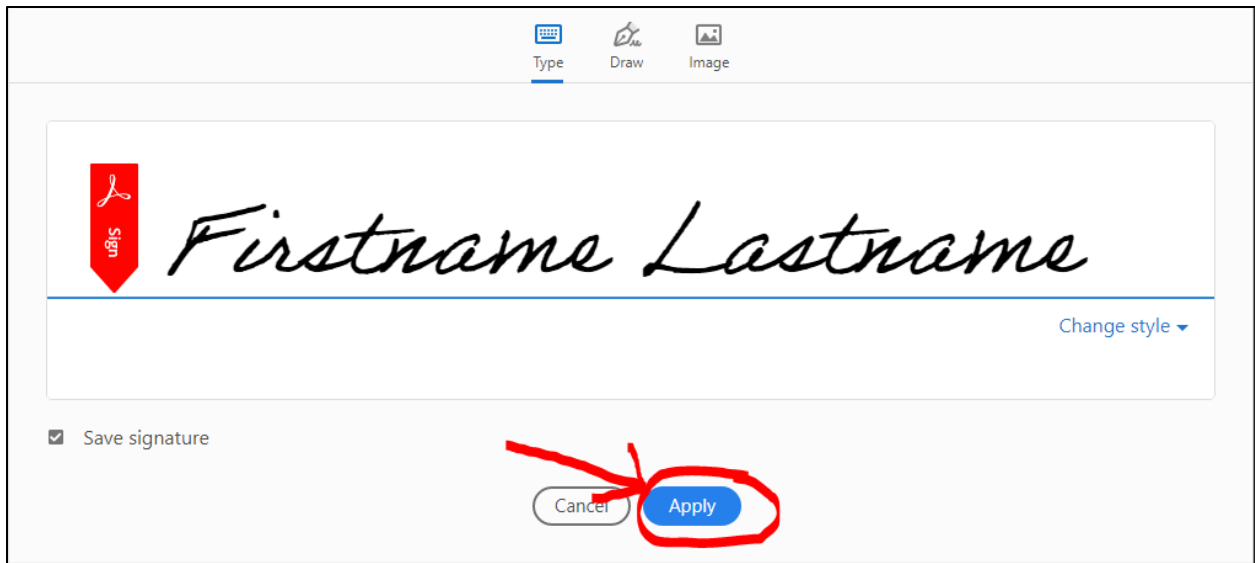 Type Draw Image
Sign
Firstname Lastname
Change style
Save signature
Cancel Apply